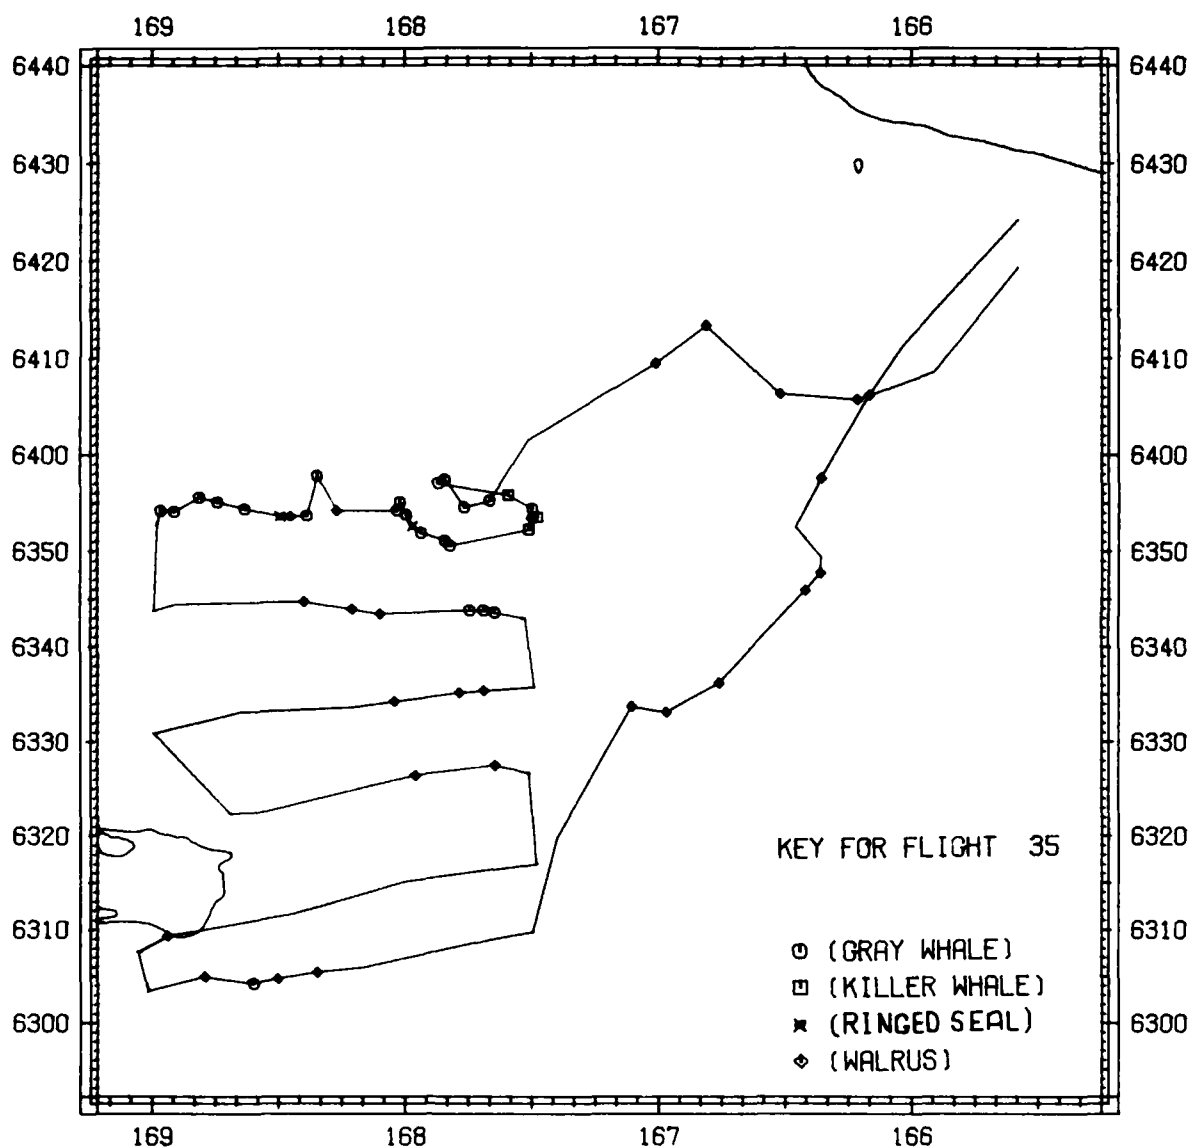 169 168 167 166
6440 6440
6430 6430
6420 6420
6410 6410
6400 6400
6350 6350
6340 6340
6330 6330
6320 6320
KEY FOR FLIGHT 35
6310 6310
(GRAY WHALE)
(KILLER WHALE)
6300 (RINGED SEAL) 6300
(WALRUS)
169 168 167 166